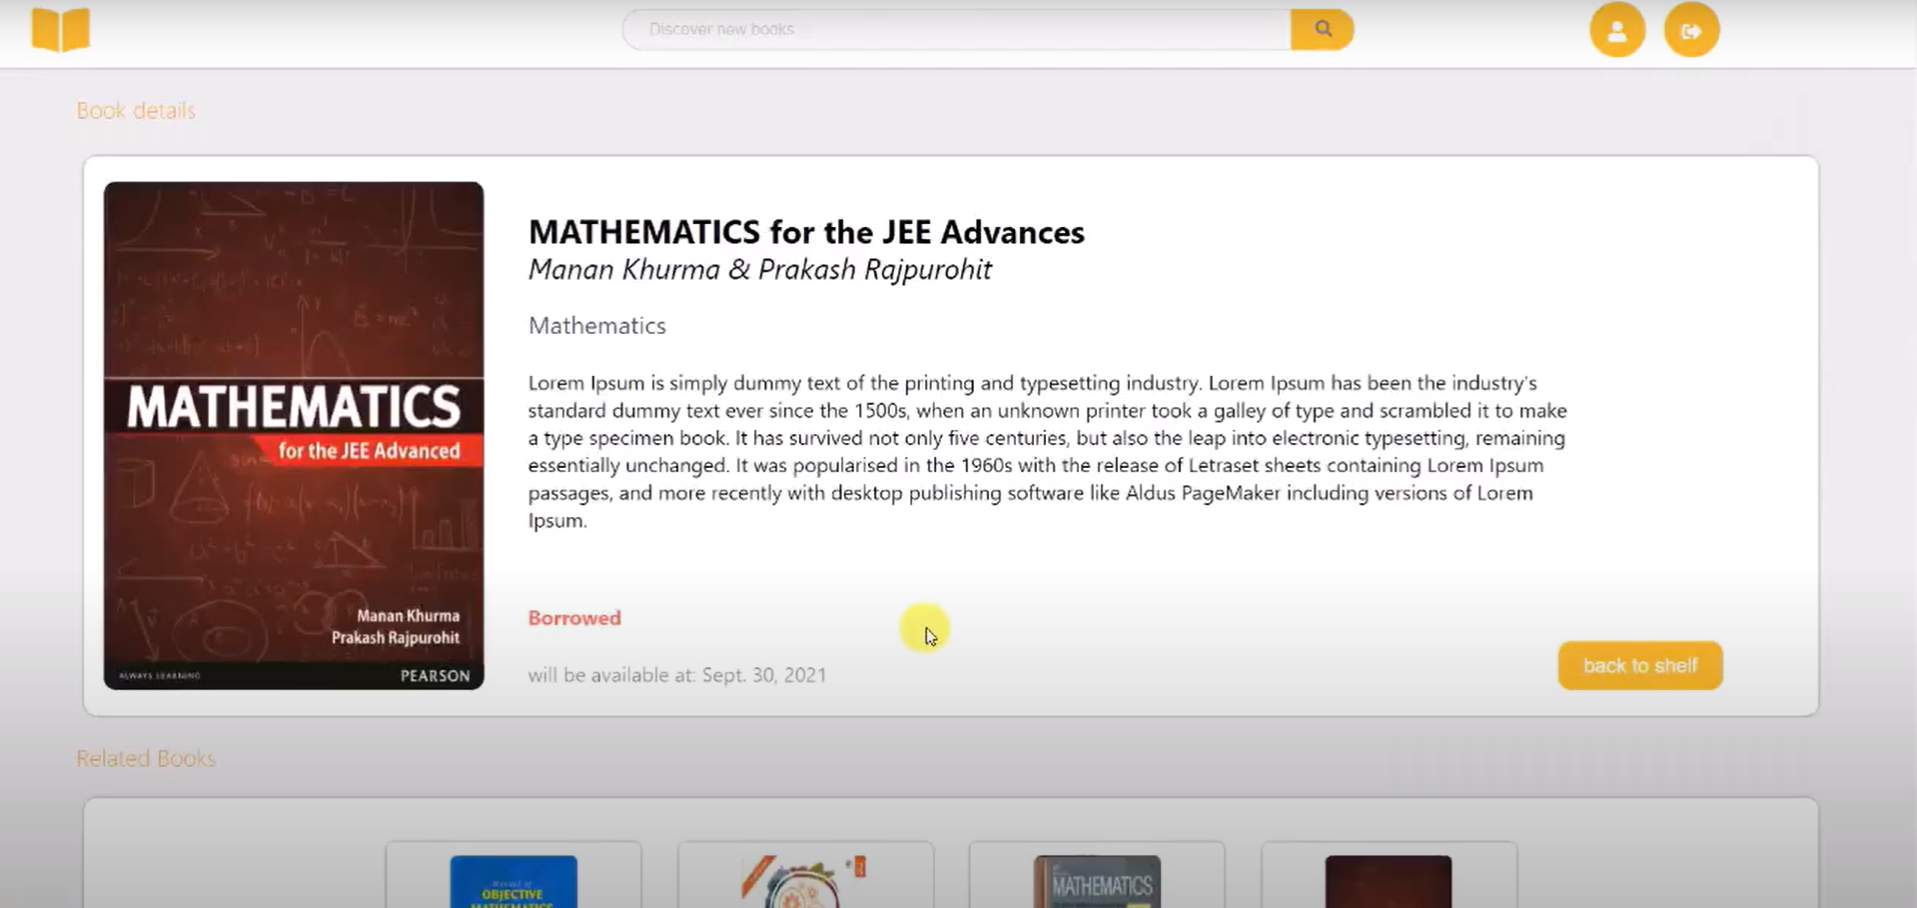 Discover new books
Book details
MATHEMATICS
for the JEE Advanced
Manan Khurma
Prakash Rajpurohit
ALWAYS LEARNING
PEARSON
MATHEMATICS for the JEE Advances
Manan Khurma & Prakash Rajpurohit
Mathematics
Lorem Ipsum is simply dummy text of the printing and typesetting industry. Lorem Ipsum has been the industry's
standard dummy text ever since the 1500s, when an unknown printer took a galley of type and scrambled it to make
a type specimen book. It has survived not only five centuries, but also the leap into electronic typesetting, remaining
essentially unchanged. It was popularised in the 1960s with the release of Letraset sheets containing Lorem Ipsum
passages, and more recently with desktop publishing software like Aldus PageMaker including versions of Lorem
Ipsum.
Borrowed
will be available at: Sept. 30, 2021
back to shelf
Related Books
OBJECTIVE
MATHEMATICS
MATHEMATICS